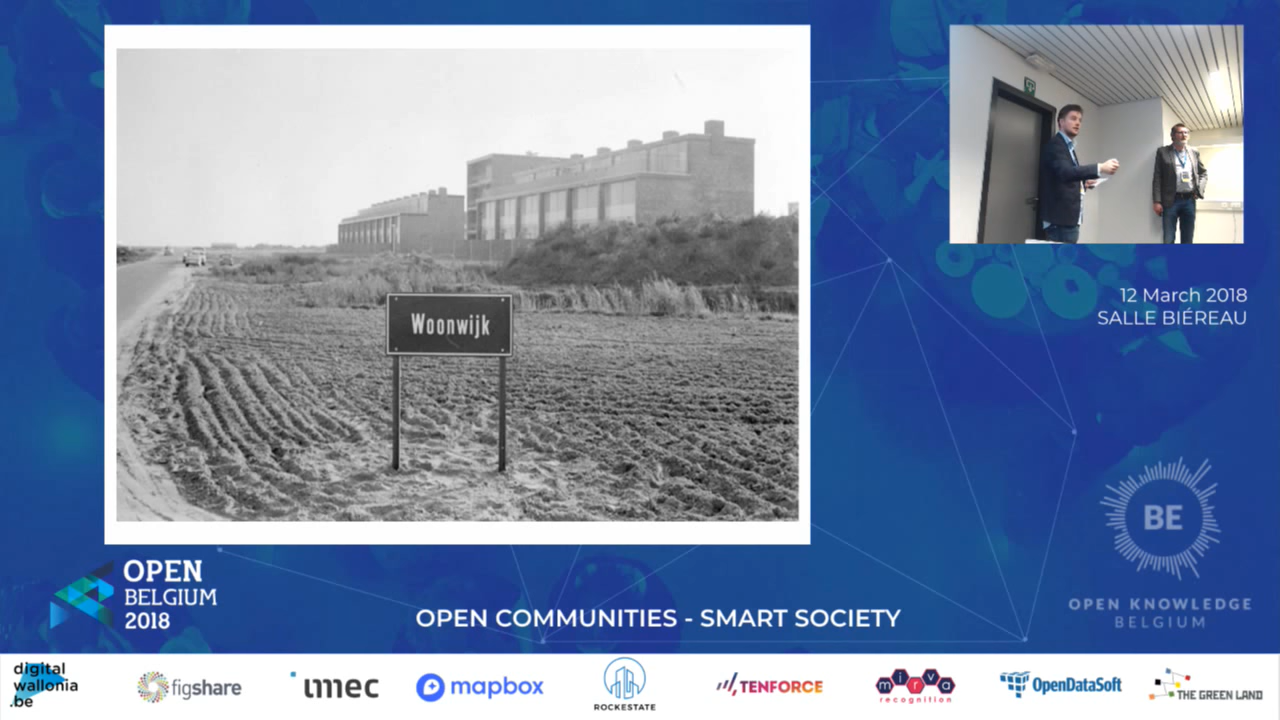 Woonwijk
12 March 2018
SALLE BIÉREAU
BE
OPEN KNOWLEDGE
BELGIUM
OPEN
BELGIUM
2018
OPEN COMMUNITIES - SMART SOCIETY
digital
wallonia
.be
figshare
imec
mapbox
ROCKESTATE
TENFORCE
mirva
recognition
OpenDataSoft
THE GREEN LAND